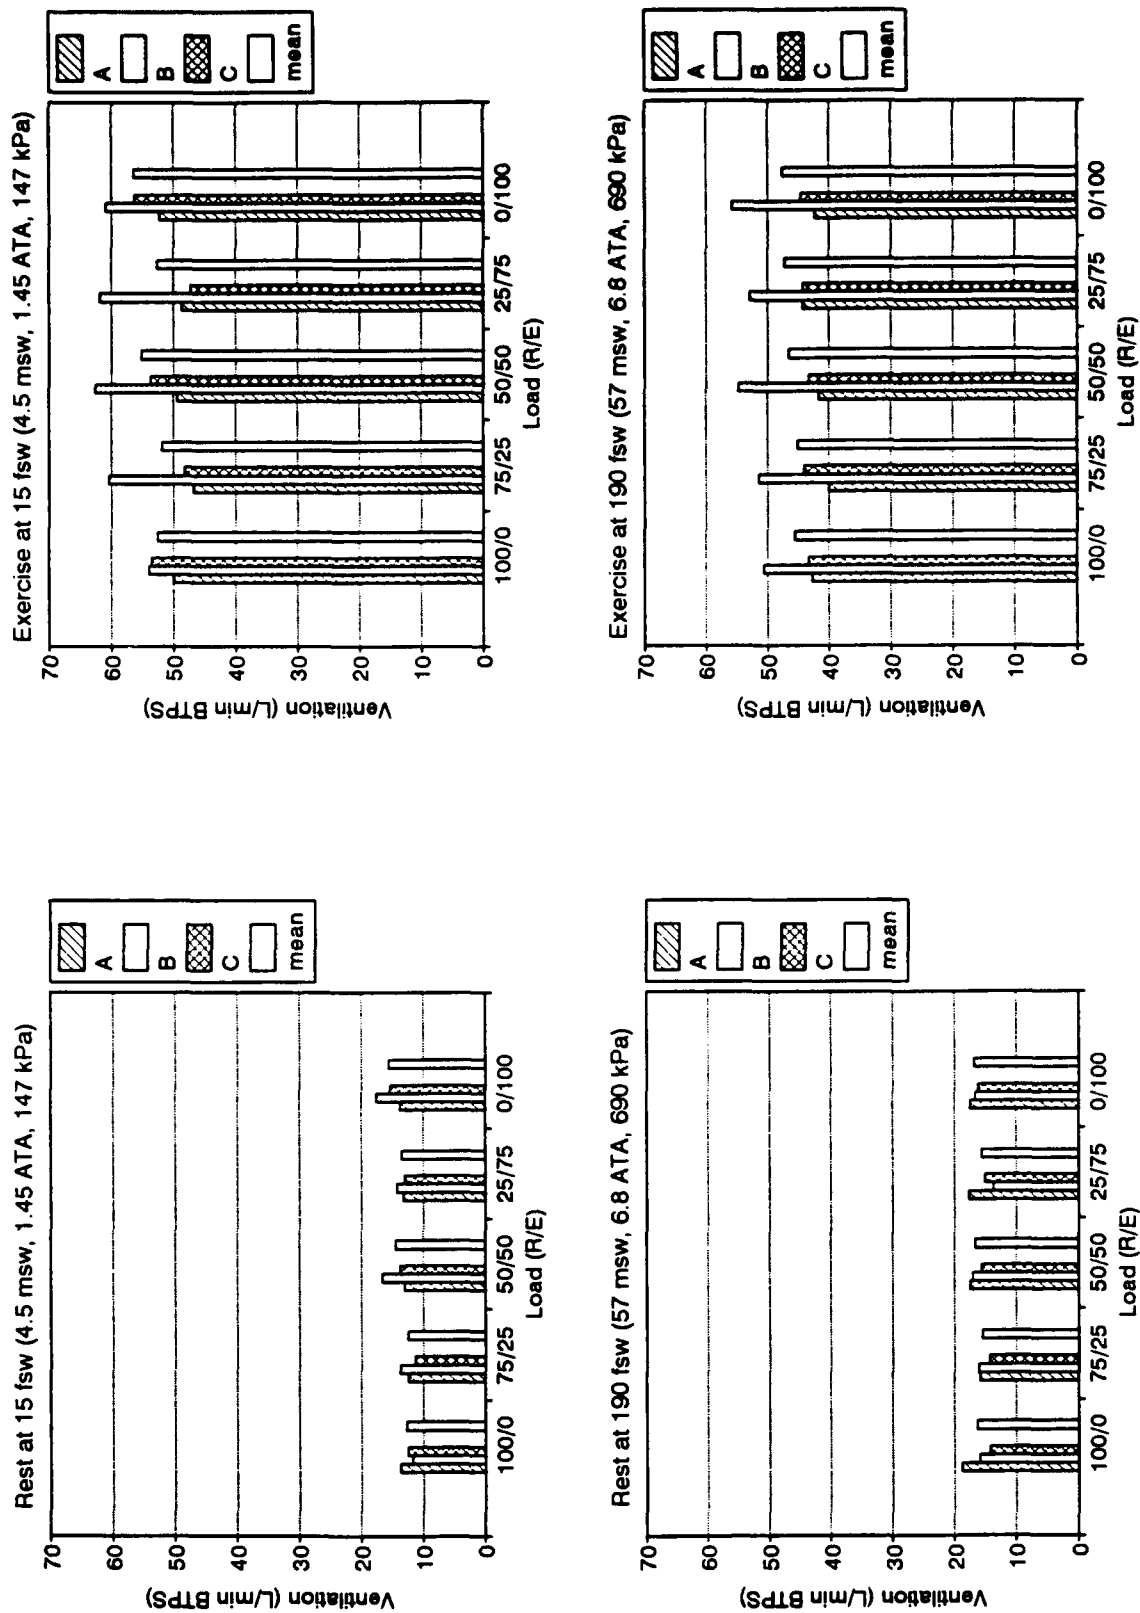 Rest at 15 fsw (4.5 msw, 1.45 ATA, 147 kPa)
Ventilation (L/min BTPS)
70
60
50
40
30
20
10
0
100/0 75/25 50/50 25/75 0/100
Load (R/E)
A
B
C
mean
Exercise at 15 fsw (4.5 msw, 1.45 ATA, 147 kPa)
Ventilation (L/min BTPS)
70
60
50
40
30
20
10
0
100/0 75/25 50/50 25/75 0/100
Load (R/E)
A
B
C
mean
Rest at 190 fsw (57 msw, 6.8 ATA, 690 kPa)
Ventilation (L/min BTPS)
70
60
50
40
30
20
10
0
100/0 75/25 50/50 25/75 0/100
Load (R/E)
A
B
C
mean
Exercise at 190 fsw (57 msw, 6.8 ATA, 690 kPa)
Ventilation (L/min BTPS)
70
60
50
40
30
20
10
0
100/0 75/25 50/50 25/75 0/100
Load (R/E)
A
B
C
mean